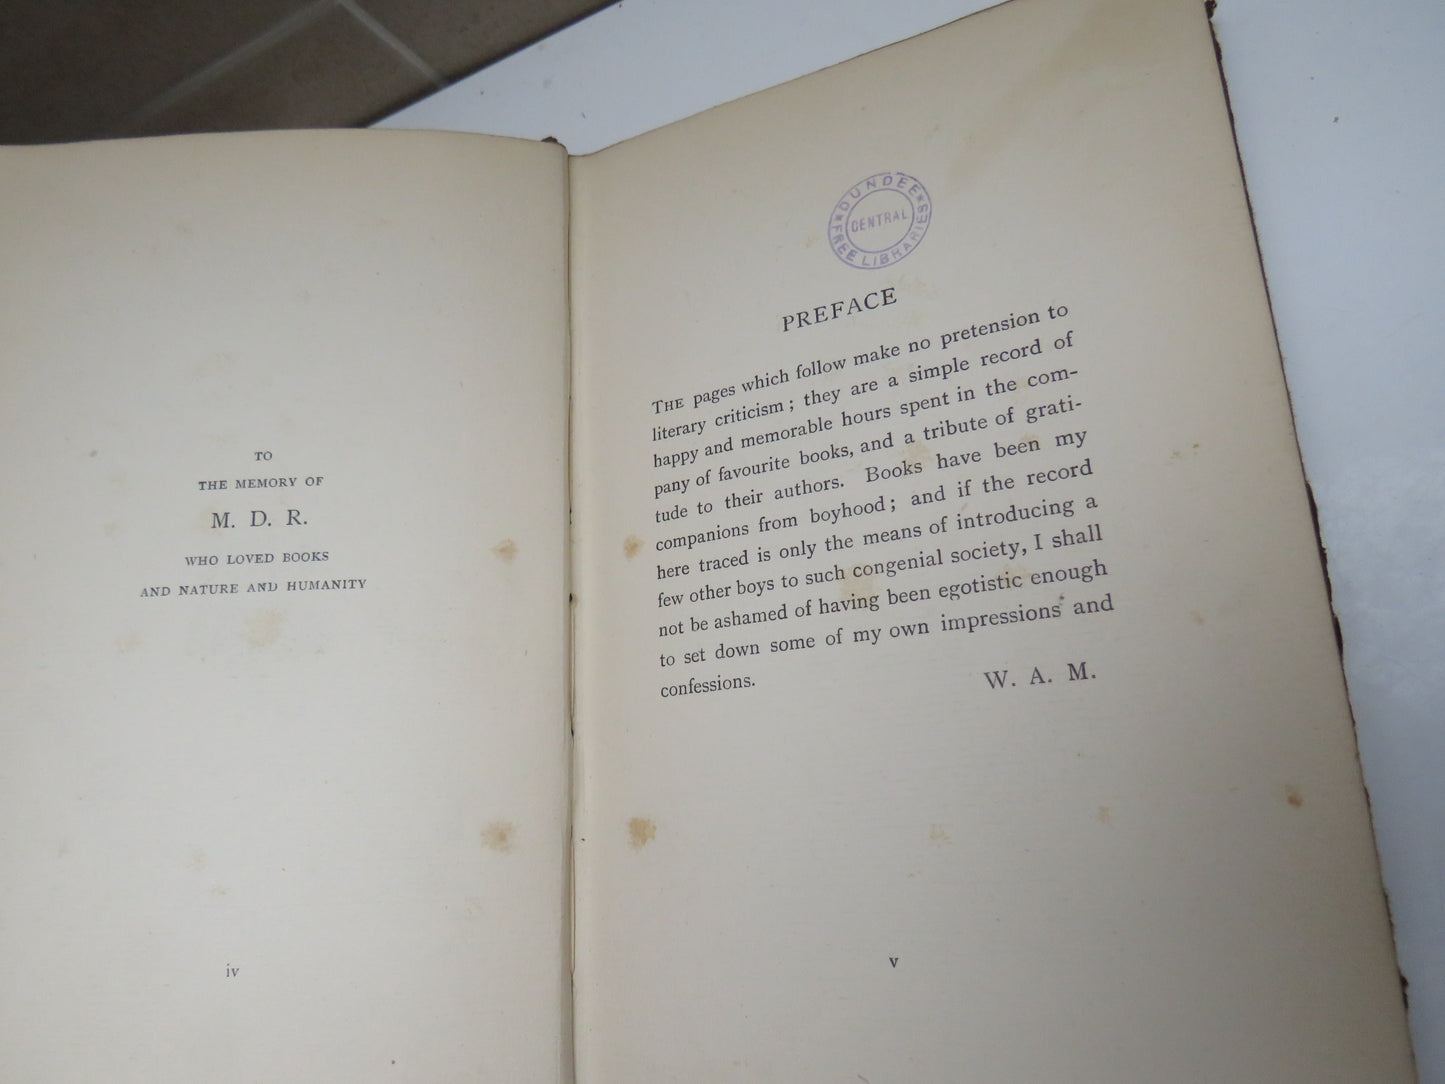 TO
THE MEMORY OF
M. D. R.
WHO LOVED BOOKS
AND NATURE AND HUMANITY
iv
DUNDEE
CENTRAL
FREE LIBRARIES
PREFACE
THE pages which follow make no pretension to
literary criticism; they are a simple record of
happy and memorable hours spent in the com-
pany of favourite books, and a tribute of grati-
tude to their authors. Books have been my
companions from boyhood; and if the record
here traced is only the means of introducing a
few other boys to such congenial society, I shall
not be ashamed of having been egotistic enough
to set down some of my own impressions and
confessions.
W. A. M.
v